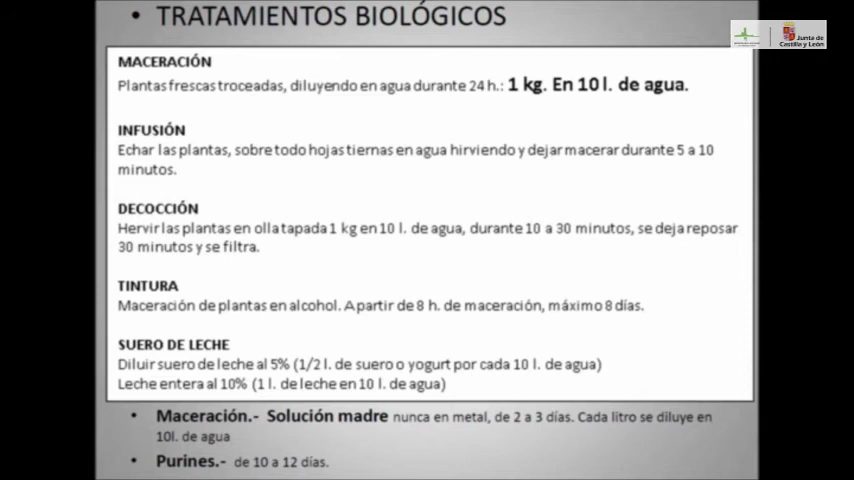 • TRATAMIENTOS BIOLÓGICOS
Junta de
Castilla y León
MACERACIÓN
Plantas frescas troceadas, diluyendo en agua durante 24 h.: 1 kg. En 10 l. de agua.
INFUSIÓN
Echar las plantas, sobre todo hojas tiernas en agua hirviendo y dejar macerar durante 5 a 10
minutos.
DECOCCIÓN
Hervir las plantas en olla tapada 1 kg en 10 l. de agua, durante 10 a 30 minutos, se deja reposar
30 minutos y se filtra.
TINTURA
Maceración de plantas en alcohol. A partir de 8 h. de maceración, máximo 8 días.
SUERO DE LECHE
Diluir suero de leche al 5% (1/2 l. de suero o yogurt por cada 10 l. de agua)
Leche entera al 10% (1 l. de leche en 10 l. de agua)
• Maceración.- Solución madre nunca en metal, de 2 a 3 días. Cada litro se diluye en
10l. de agua
• Purines.- de 10 a 12 días.